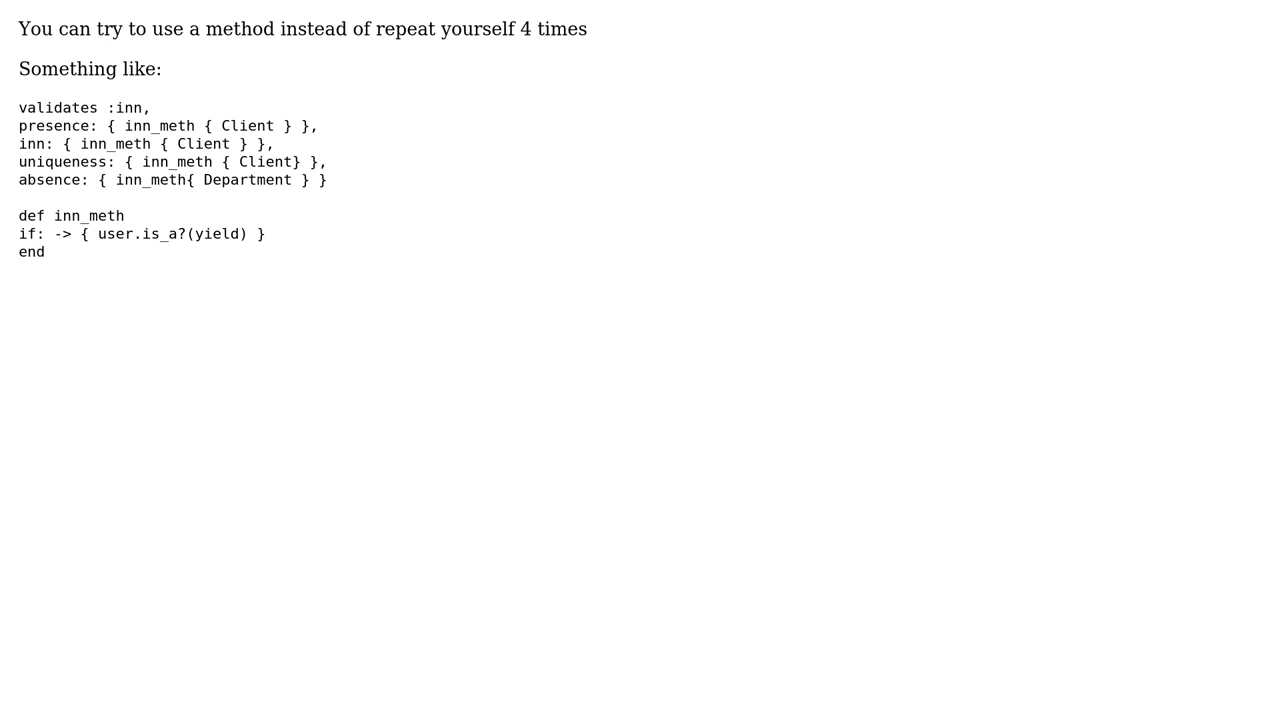 You can try to use a method instead of repeat yourself 4 times
Something like:
validates :inn,
presence: { inn_meth { Client } },
inn: { inn_meth { Client } },
uniqueness: { inn_meth { Client} },
absence: { inn_meth{ Department } }
def inn_meth
if: -> { user.is_a?(yield) }
end